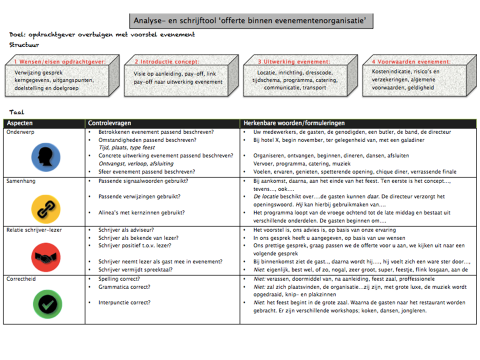 Analyse- en schrijftool 'offerte binnen evenementenorganisatie'
Doel: opdrachtgever overtuigen met voorstel evenement
Structuur
1 Wensen/eisen opdrachtgever:
Verwijzing gesprek
kerngegevens, uitgangspunten,
doelstelling en doelgroep
2 Introductie concept:
Visie op aanleiding, pay-off, link
pay-off naar uitwerking evenement
3 Uitwerking evenement:
Locatie, inrichting, dresscode,
tijdschema, programma, catering,
communicatie, transport
4 Voorwaarden evenement:
Kostenindicatie, risico's en
verzekeringen, algemene
voorwaarden, geldigheid
Taal
Aspecten Controlevragen Herkenbare woorden/formuleringen
Onderwerp
Betrokkenen evenement passend beschreven?
Uw medewerkers, de gasten, de genodigden, een butler, de band, de directeur
Omstandigheden passend beschreven?
Tijd, plaats, type feest
Bij hotel X, begin november, ter gelegenheid van, met een galadiner
Concrete uitwerking evenement passend beschreven?
Ontvangst, verloop, afsluiting
Organiseren, ontvangen, beginnen, dineren, dansen, afsluiten
Vervoer, programma, catering, muziek
Sfeer evenement passend beschreven?
Voelen, ervaren, genieten, spetterende opening, chique diner, verrassende finale
Samenhang
Passende signaalwoorden gebruikt?
Bij aankomst, daarna, aan het einde van het feest. Ten eerste is het concept...,
tevens..., ook....
Passende verwijzingen gebruikt?
De locatie beschikt over....de gasten kunnen daar. De directeur verzorgt het
openingswoord. Hij kan hierbij gebruikmaken van....
Alinea's met kernzinnen gebruikt?
Het programma loopt van de vroege ochtend tot de late middag en bestaat uit
verschillende onderdelen. De gasten beginnen om....
Relatie schrijver-lezer
Schrijver als adviseur?
Het voorstel is, ons advies is, op basis van onze ervaring
Schrijver als bekende van lezer?
In ons gesprek heeft u aangegeven, op basis van uw wensen
Schrijver positief t.o.v. lezer?
Ons prettige gesprek, graag passen we de offerte voor u aan, we kijken uit naar een
volgende gesprek
Schrijver neemt lezer als gast mee in evenement?
Bij binnenkomst ziet de gast... daarna wordt hij...., hij voelt zich een ware ster door...,
Schrijver vermijdt spreektaal?
Niet eigenlijk, best wel, of zo, nogal, zeer groot, super, feestje, flink losgaan, aan de
Correctheid
Spelling correct?
Niet verassen, doormiddel van, na aanleiding, feest zaal, proffessionele
Grammatica correct?
Niet zal zich plaatsvinden, de organisatie...zij zijn, met grote luxe, de muziek wordt
opgedraaid, knip- en plakzinnen
Interpunctie correct?
Niet het feest begint in de grote zaal. Waarna de gasten naar het restaurant worden
gebracht. Er zijn verschillende workshops: koken, dansen, jongleren.